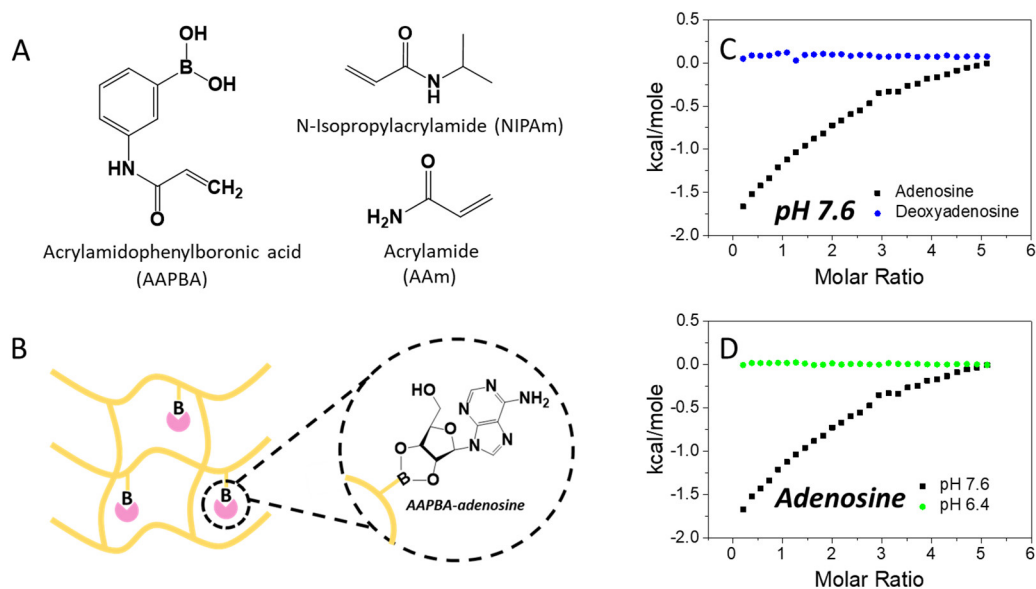 A
OH
B
OH
HN
O
CH2
Acrylamidophenylboronic acid
(AAPBA)
O
N
H
N-Isopropylacrylamide (NIPAm)
O
H2N
Acrylamide
(AAm)
B
B
B
B
HO
O
N
N
N
N
N
NH2
O
B
O
AAPBA-adenosine
C
kcal/mole
0.5
0.0
-0.5
-1.0
-1.5
-2.0
pH 7.6
Adenosine
Deoxyadenosine
0 1 2 3 4 5 6
Molar Ratio
D
kcal/mole
0.5
0.0
-0.5
-1.0
-1.5
-2.0
Adenosine
pH 7.6
pH 6.4
0 1 2 3 4 5 6
Molar Ratio